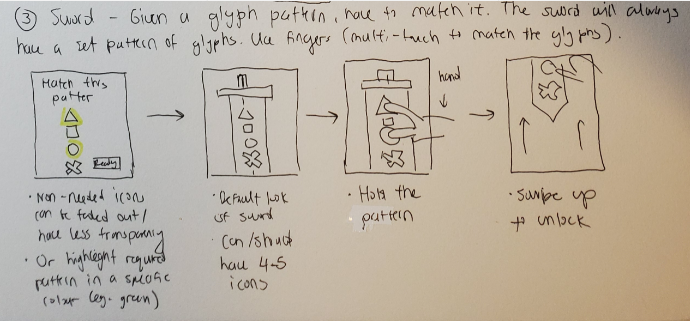 ③ Sword - Given a glyph pattern, have to match it. The sword will always
have a set pattern of glyphs. Use fingers (multi-touch to match the glyphs).
Match this
patter
Ready
hand
• Non-needed icons
can be faded out /
have less transparency
• Or highlight required
pattern in a specific
colour (eg. green)
• Default look
of sword
• Can/should
have 4-5
icons
• Hold the
pattern
• Swipe up
to unlock